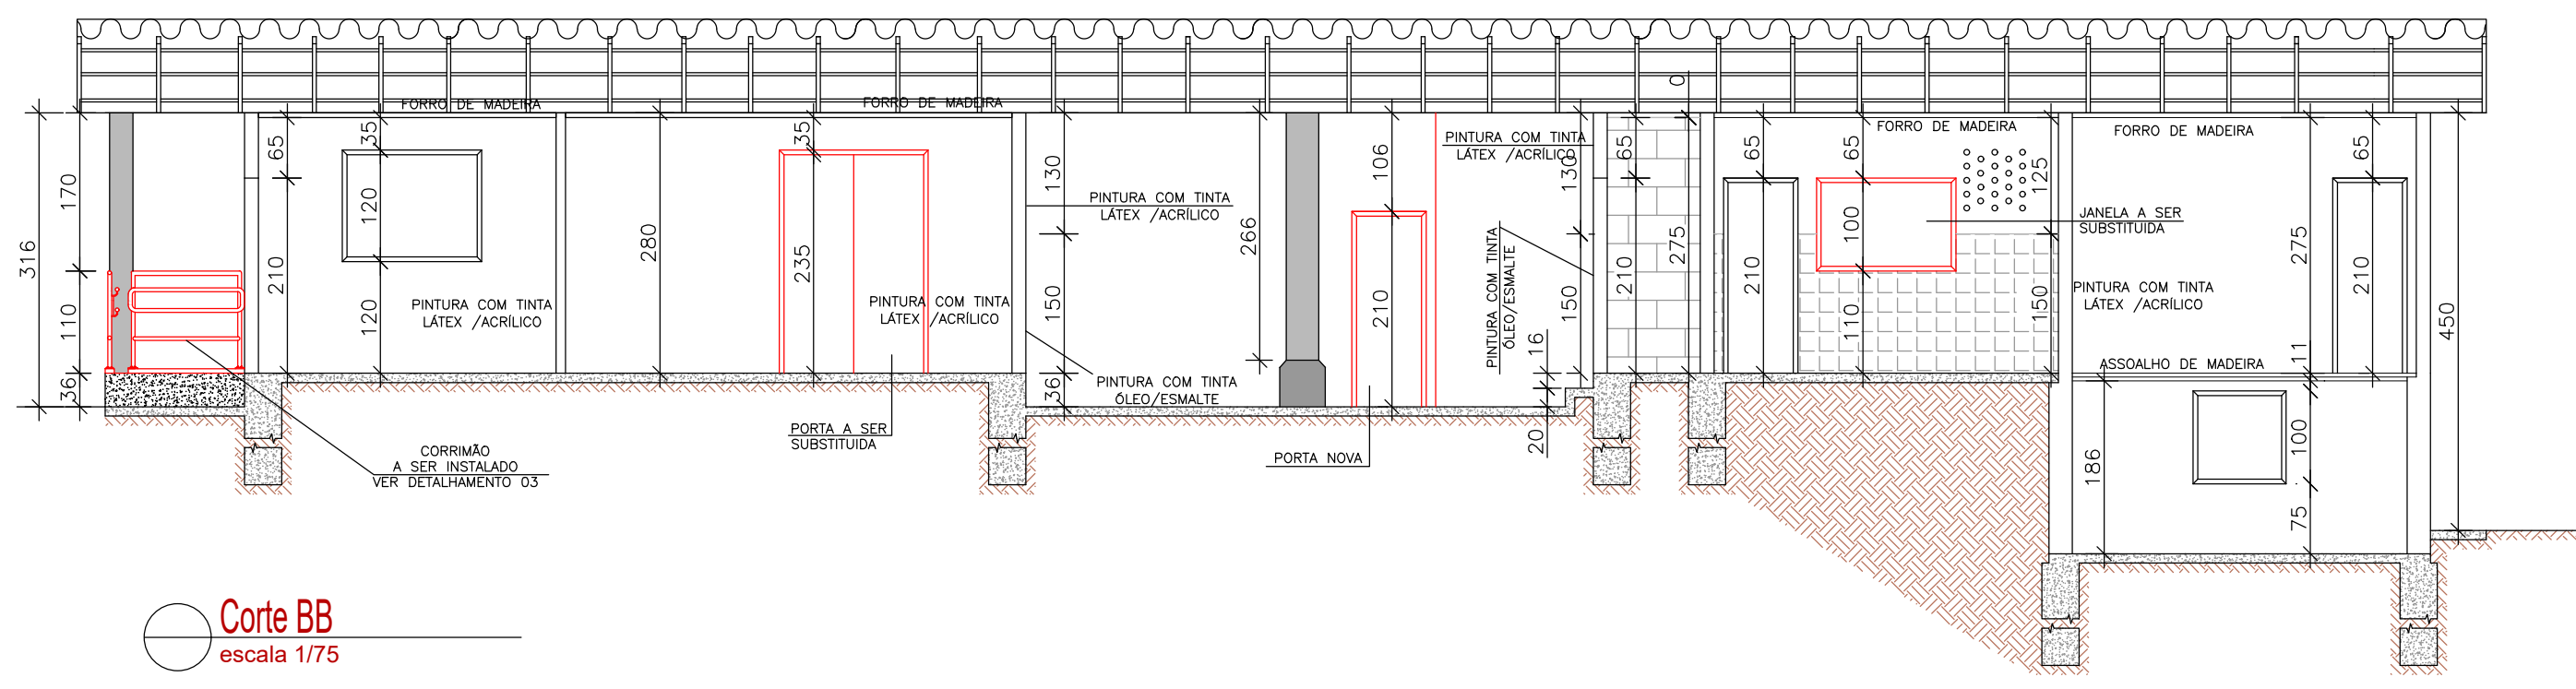 FORRO DE MADEIRA
FORRO DE MADEIRA
FORRO DE MADEIRA
FORRO DE MADEIRA
316
170
110
36
65
210
35
120
120
PINTURA COM TINTA
LÁTEX /ACRÍLICO
280
35
235
PINTURA COM TINTA
LÁTEX /ACRÍLICO
130
150
36
PINTURA COM TINTA
LÁTEX /ACRÍLICO
PINTURA COM TINTA
ÓLEO/ESMALTE
266
106
210
PINTURA COM TINTA
LÁTEX /ACRÍLICO
PINTURA COM TINTA
ÓLEO/ESMALTE
130
150
16
20
65
210
0
275
65
210
65
100
110
125
150
JANELA A SER
SUBSTITUIDA
PINTURA COM TINTA
LÁTEX /ACRÍLICO
ASSOALHO DE MADEIRA
275
11
100
75
186
65
210
450
CORRIMÃO
A SER INSTALADO
VER DETALHAMENTO 03
PORTA A SER
SUBSTITUIDA
PORTA NOVA
Corte BB
escala 1/75